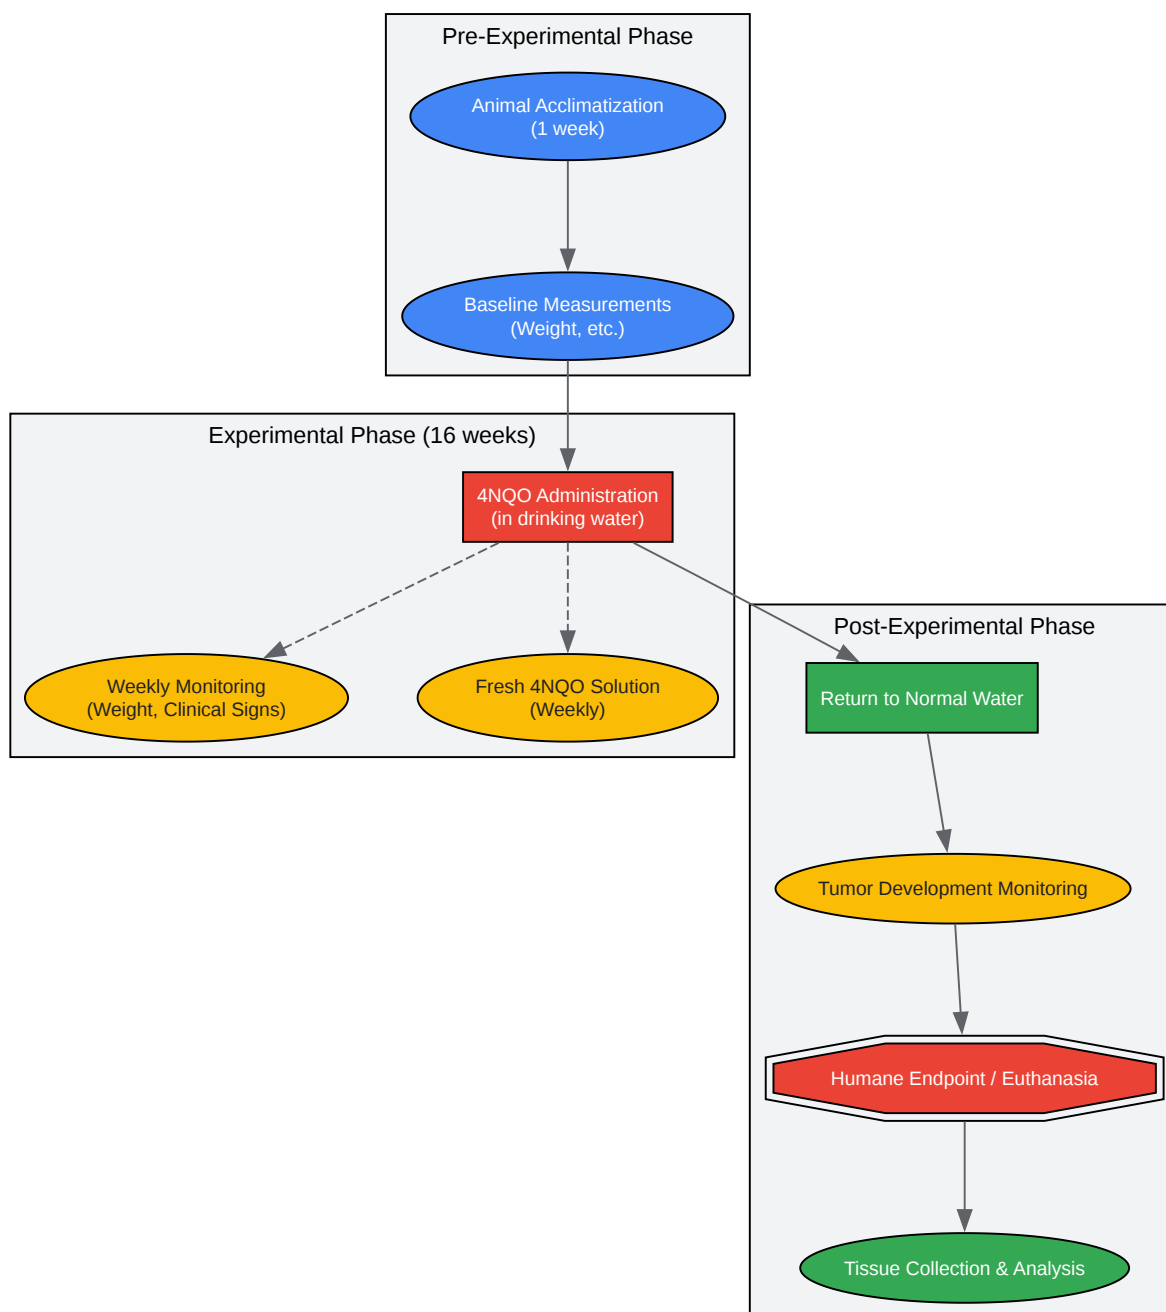 Pre-Experimental Phase
Animal Acclimatization
(1 week)
Baseline Measurements
(Weight, etc.)
Experimental Phase (16 weeks)
4NQO Administration
(in drinking water)
Weekly Monitoring
(Weight, Clinical Signs)
Fresh 4NQO Solution
(Weekly)
Post-Experimental Phase
Return to Normal Water
Tumor Development Monitoring
Humane Endpoint / Euthanasia
Tissue Collection & Analysis